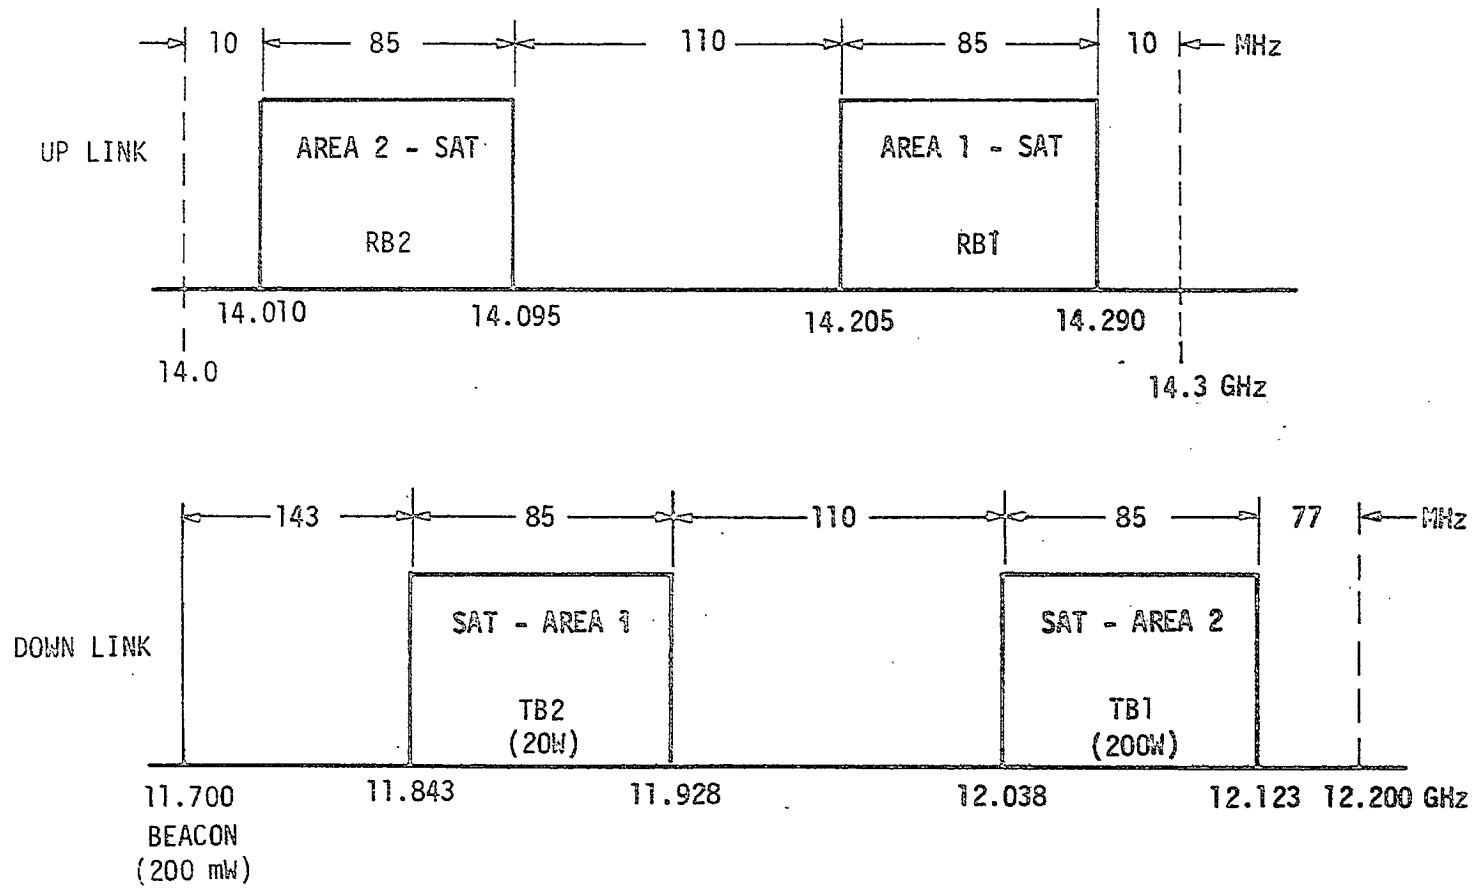 10 85 110 85 10 MHz
UP LINK
AREA 2 - SAT
AREA 1 - SAT
RB2
RB1
14.010 14.095 14.205 14.290
14.0
14.3 GHz
143 85 110 85 77 MHz
DOWN LINK
SAT - AREA 1
SAT - AREA 2
TB2
(20W)
TB1
(200W)
11.700 11.843 11.928 12.038 12.123 12.200 GHz
BEACON
(200 mW)